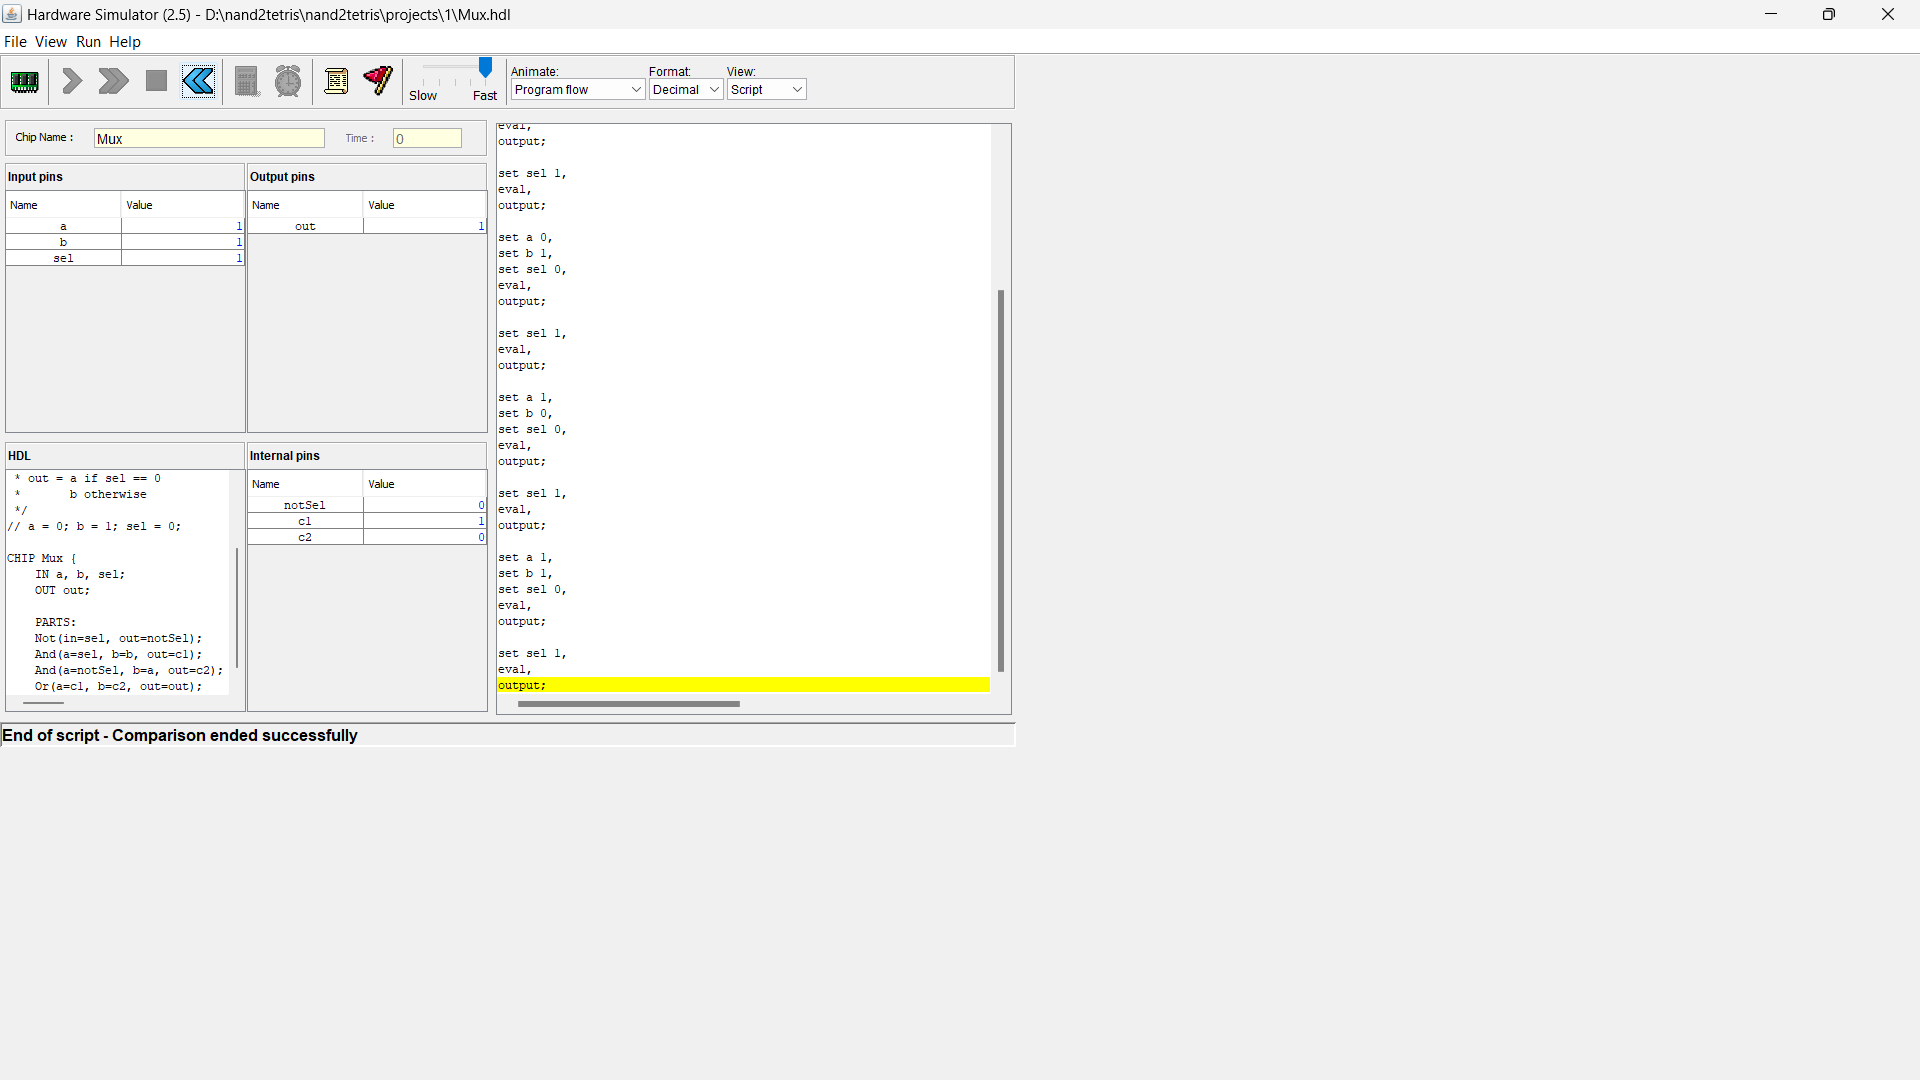 Hardware Simulator (2.5) - D:\nand2tetris\nand2tetris\projects\1\Mux.hdl
File View Run Help
Slow Fast
Animate:
Program flow
Format:
Decimal
View:
Script
Chip Name :
Mux
Time :
0
Input pins
Name Value
a 1
b 1
sel 1
Output pins
Name Value
out 1
HDL
* out = a if sel == 0
* b otherwise
*/
// a = 0; b = 1; sel = 0;
CHIP Mux {
IN a, b, sel;
OUT out;
PARTS:
Not(in=sel, out=notSel);
And(a=sel, b=b, out=c1);
And(a=notSel, b=a, out=c2);
Or(a=c1, b=c2, out=out);
Internal pins
Name Value
notSel 0
c1 1
c2 0
eval,
output;
set sel 1,
eval,
output;
set a 0,
set b 1,
set sel 0,
eval,
output;
set sel 1,
eval,
output;
set a 1,
set b 0,
set sel 0,
eval,
output;
set sel 1,
eval,
output;
set a 1,
set b 1,
set sel 0,
eval,
output;
set sel 1,
eval,
output;
End of script - Comparison ended successfully